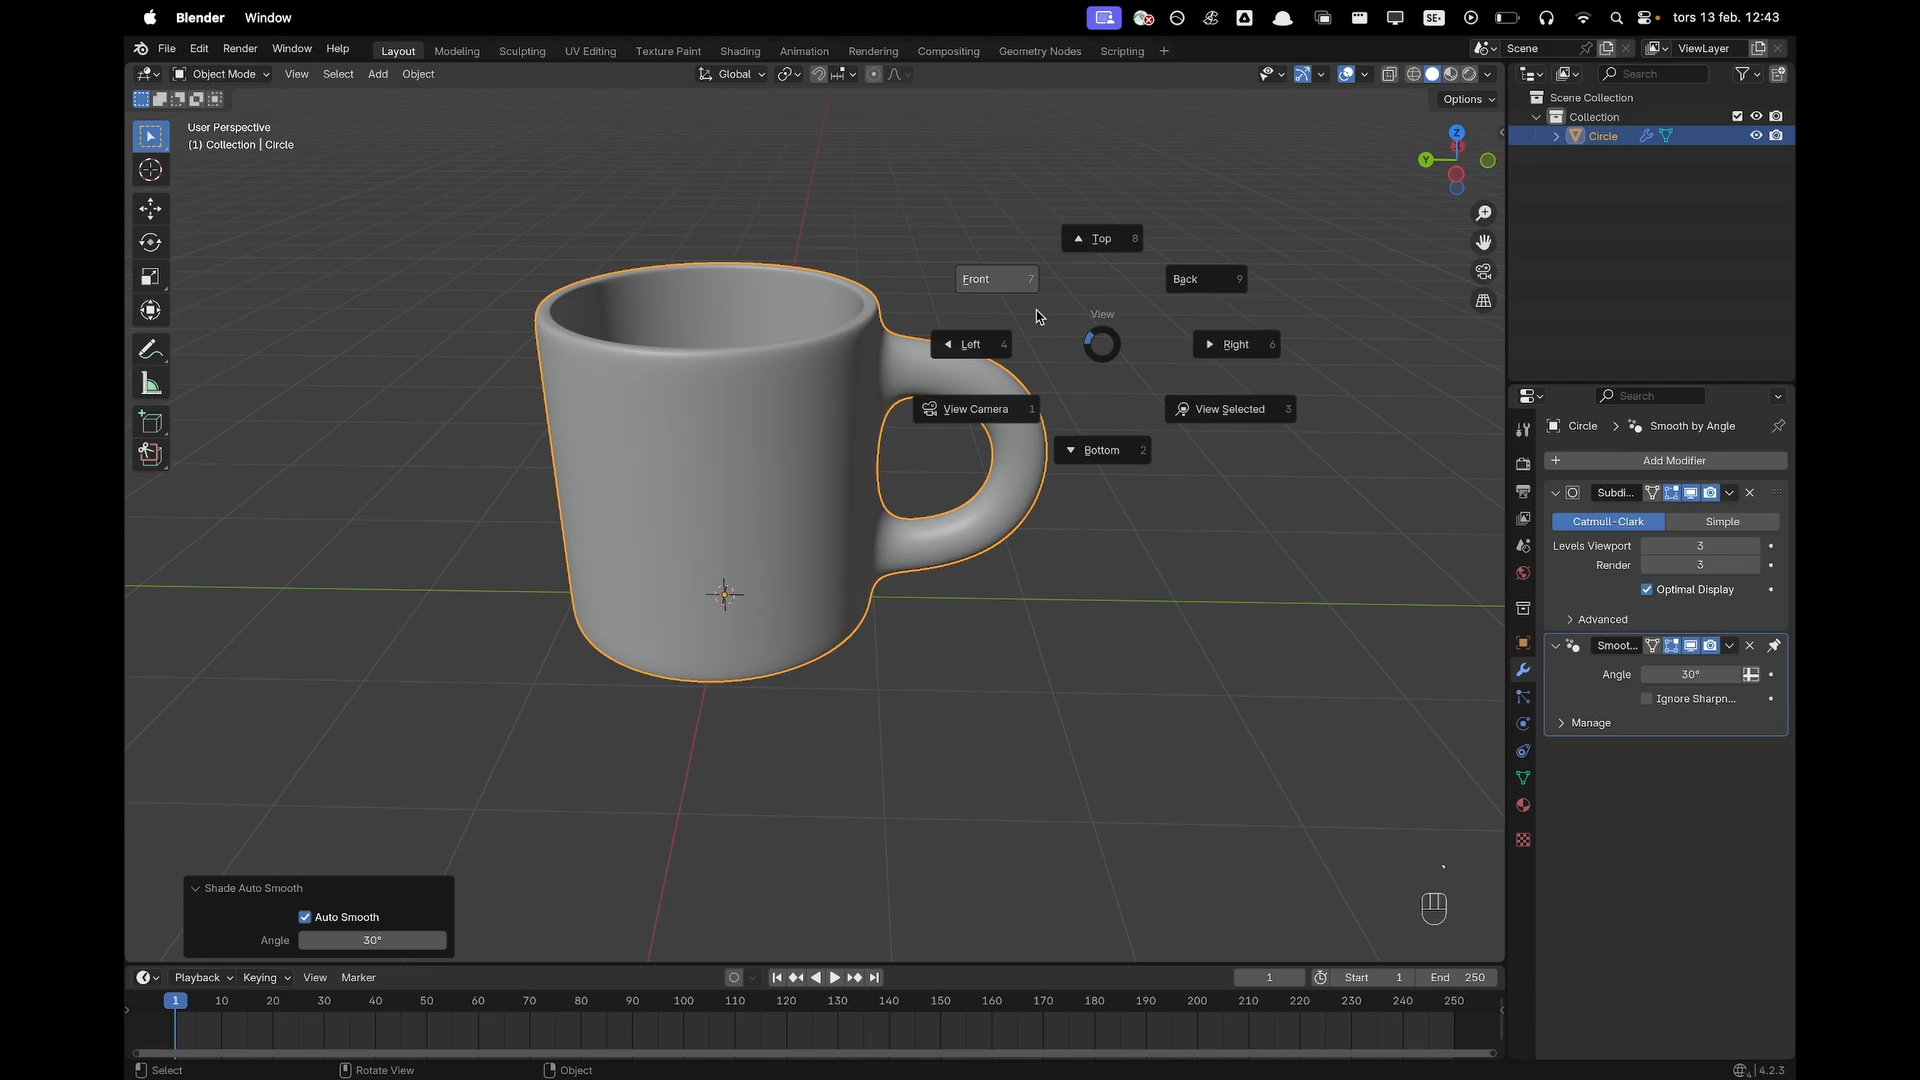 Blender Window SE tors 13 feb. 12:43
File Edit Render Window Help Layout Modeling Sculpting UV Editing Texture Paint Shading Animation Rendering Compositing Geometry Nodes Scripting + Scene ViewLayer
Object Mode View Select Add Object Global Search
Options
Scene Collection
Collection
Circle
User Perspective
(1) Collection | Circle
Z
Y
Top 8
Front 7 Back 9
View
Left 4 Right 6
View Camera 1 View Selected 3
Bottom 2
Search
Circle > Smooth by Angle
+ Add Modifier
Subdi...
Catmull-Clark Simple
Levels Viewport 3
Render 3
Optimal Display
Advanced
Smoot...
Angle 30°
Ignore Sharpn...
Manage
Shade Auto Smooth
Auto Smooth
Angle 30°
Playback Keying View Marker 1 Start 1 End 250
1 10 20 30 40 50 60 70 80 90 100 110 120 130 140 150 160 170 180 190 200 210 220 230 240 250
Select Rotate View Object 4.2.3